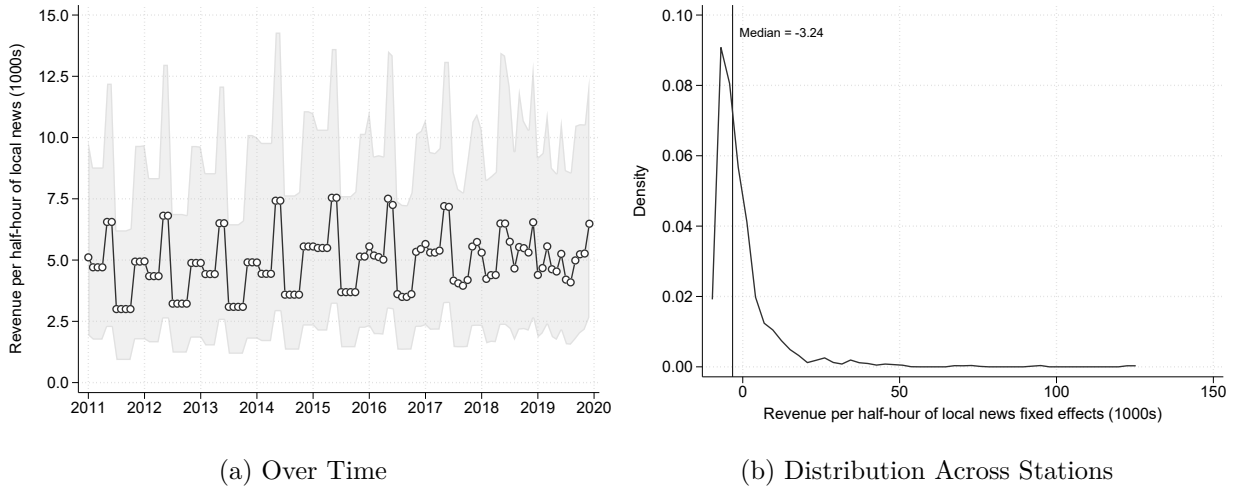 15.0
12.5
10.0
7.5
5.0
2.5
0.0
Revenue per half-hour of local news (1000s)
2011 2012 2013 2014 2015 2016 2017 2018 2019 2020
(a) Over Time
0.10
0.08
0.06
0.04
0.02
0.00
Density
Median = -3.24
0 50 100 150
Revenue per half-hour of local news fixed effects (1000s)
(b) Distribution Across Stations